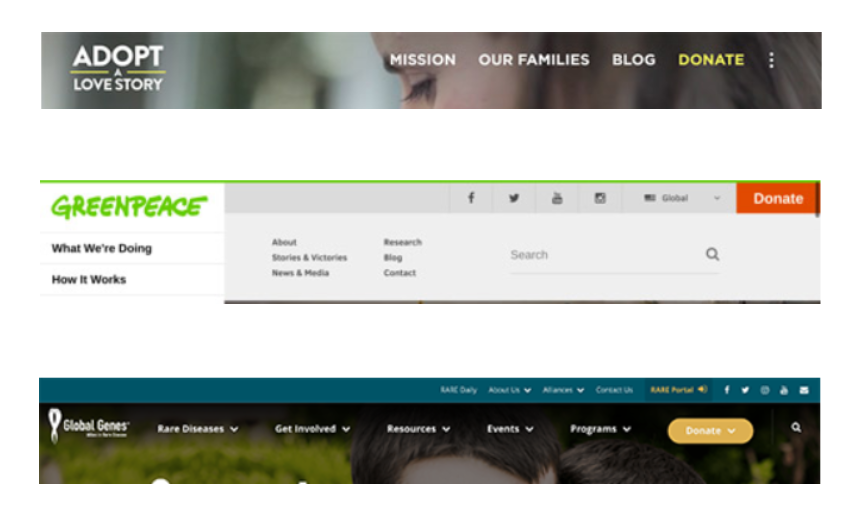 ADOPT
A
LOVE STORY
MISSION OUR FAMILIES BLOG DONATE
GREENPEACE
Global
Donate
What We're Doing
How It Works
About
Stories & Victories
News & Media
Research
Blog
Contact
Search
RARE Daily About Us Alliances Contact Us RARE Portal
Global Genes
Rare Diseases Get Involved Resources Events Programs Donate